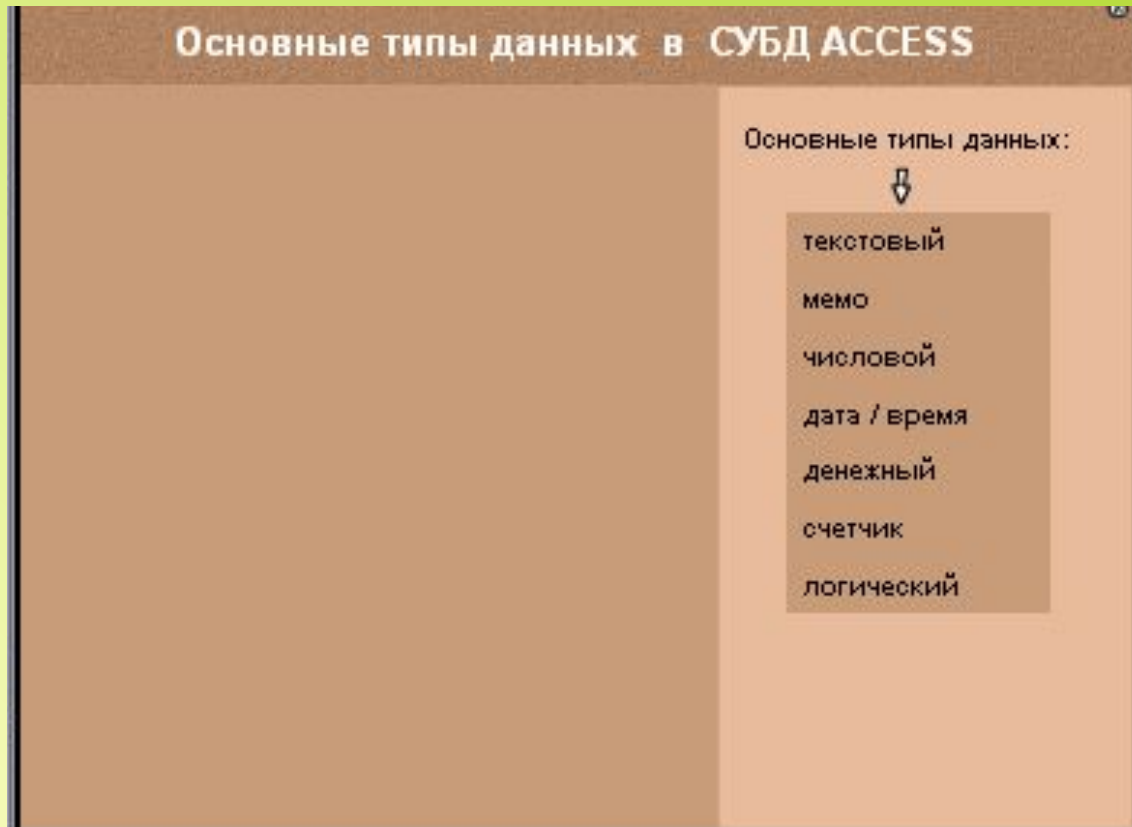 Основные типы данных в СУБД ACCESS
Основные типы данных:
текстовый
мемо
числовой
дата / время
денежный
счетчик
логический